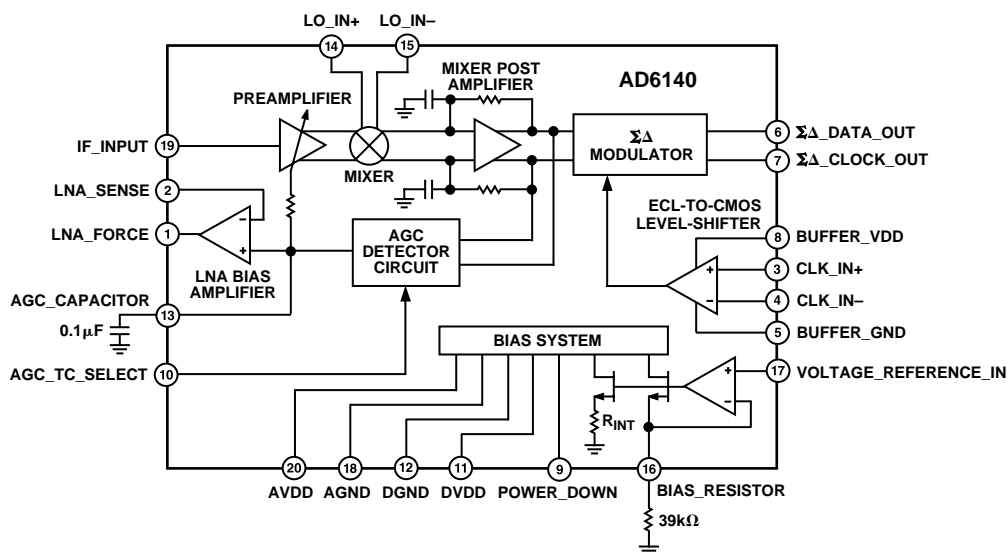 LO_IN+ LO_IN–
14 15
MIXER POST
AMPLIFIER
AD6140
PREAMPLIFIER
IF_INPUT 19
MIXER
ΣΔ
MODULATOR
6 ΣΔ_DATA_OUT
7 ΣΔ_CLOCK_OUT
LNA_SENSE 2
–
LNA_FORCE 1
+
LNA BIAS
AMPLIFIER
AGC
DETECTOR
CIRCUIT
ECL-TO-CMOS
LEVEL-SHIFTER
8 BUFFER_VDD
+
3 CLK_IN+
–
4 CLK_IN–
5 BUFFER_GND
AGC_CAPACITOR
13
0.1μF
AGC_TC_SELECT 10
BIAS SYSTEM
+
17 VOLTAGE_REFERENCE_IN
–
RINT
20 18 12 11 9 16
AVDD AGND DGND DVDD POWER_DOWN BIAS_RESISTOR
39kΩ